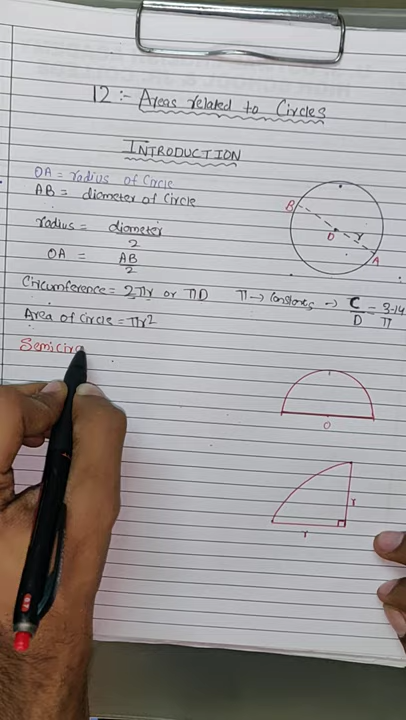 12 :- Areas related to Circles
INTRODUCTION
OA = radius of Circle
AB = diameter of Circle
radius = diameter
2
OA = AB
2
B
O
r
A
Circumference = 2πr or πD π → Constant → C/D = 3.14
π
Area of Circle = πr2
Semicirc
O
r
r